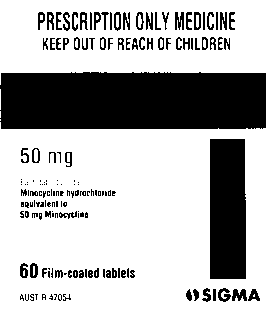 PRESCRIPTION ONLY MEDICINE
KEEP OUT OF REACH OF CHILDREN
50 mg
Minocycline hydrochloride
equivalent to
50 mg Minocycline
60 Film-coated tablets
AUST R 47054
SIGMA